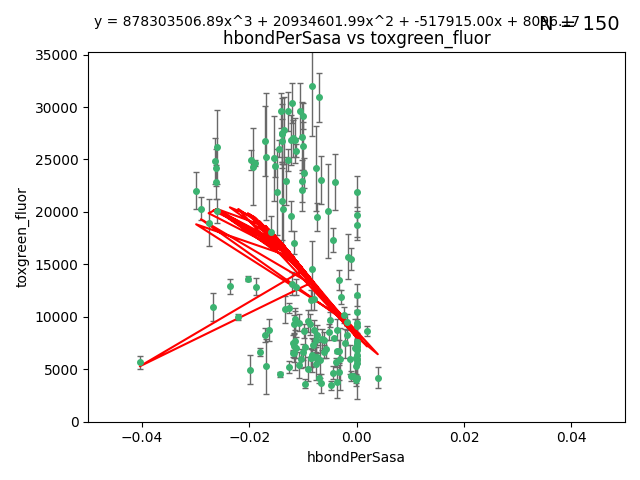 y = 878303506.89x^3 + 20934601.99x^2 + -517915.00x + 8096.17
N = 150
hbondPerSasa vs toxgreen_fluor
35000
30000
25000
20000
15000
10000
5000
0
toxgreen_fluor
−0.04
−0.02
0.00
0.02
0.04
hbondPerSasa